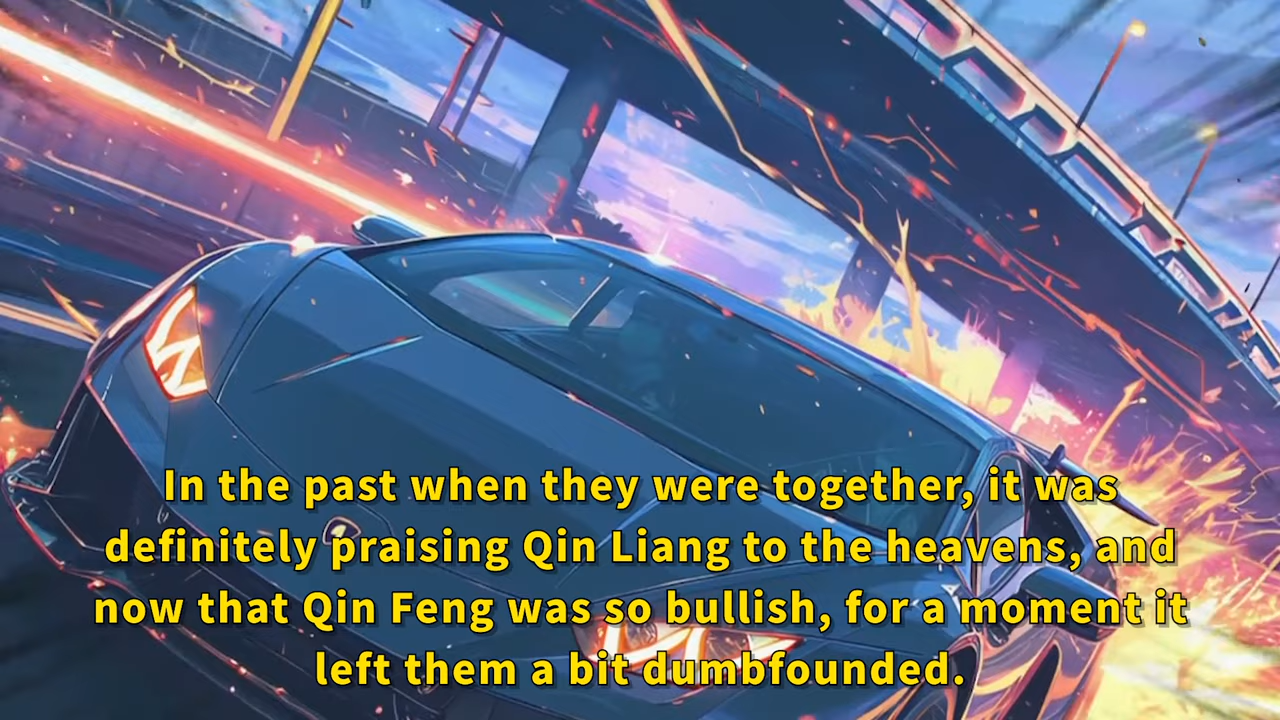 In the past when they were together, it was
definitely praising Qin Liang to the heavens, and
now that Qin Feng was so bullish, for a moment it
left them a bit dumbfounded.